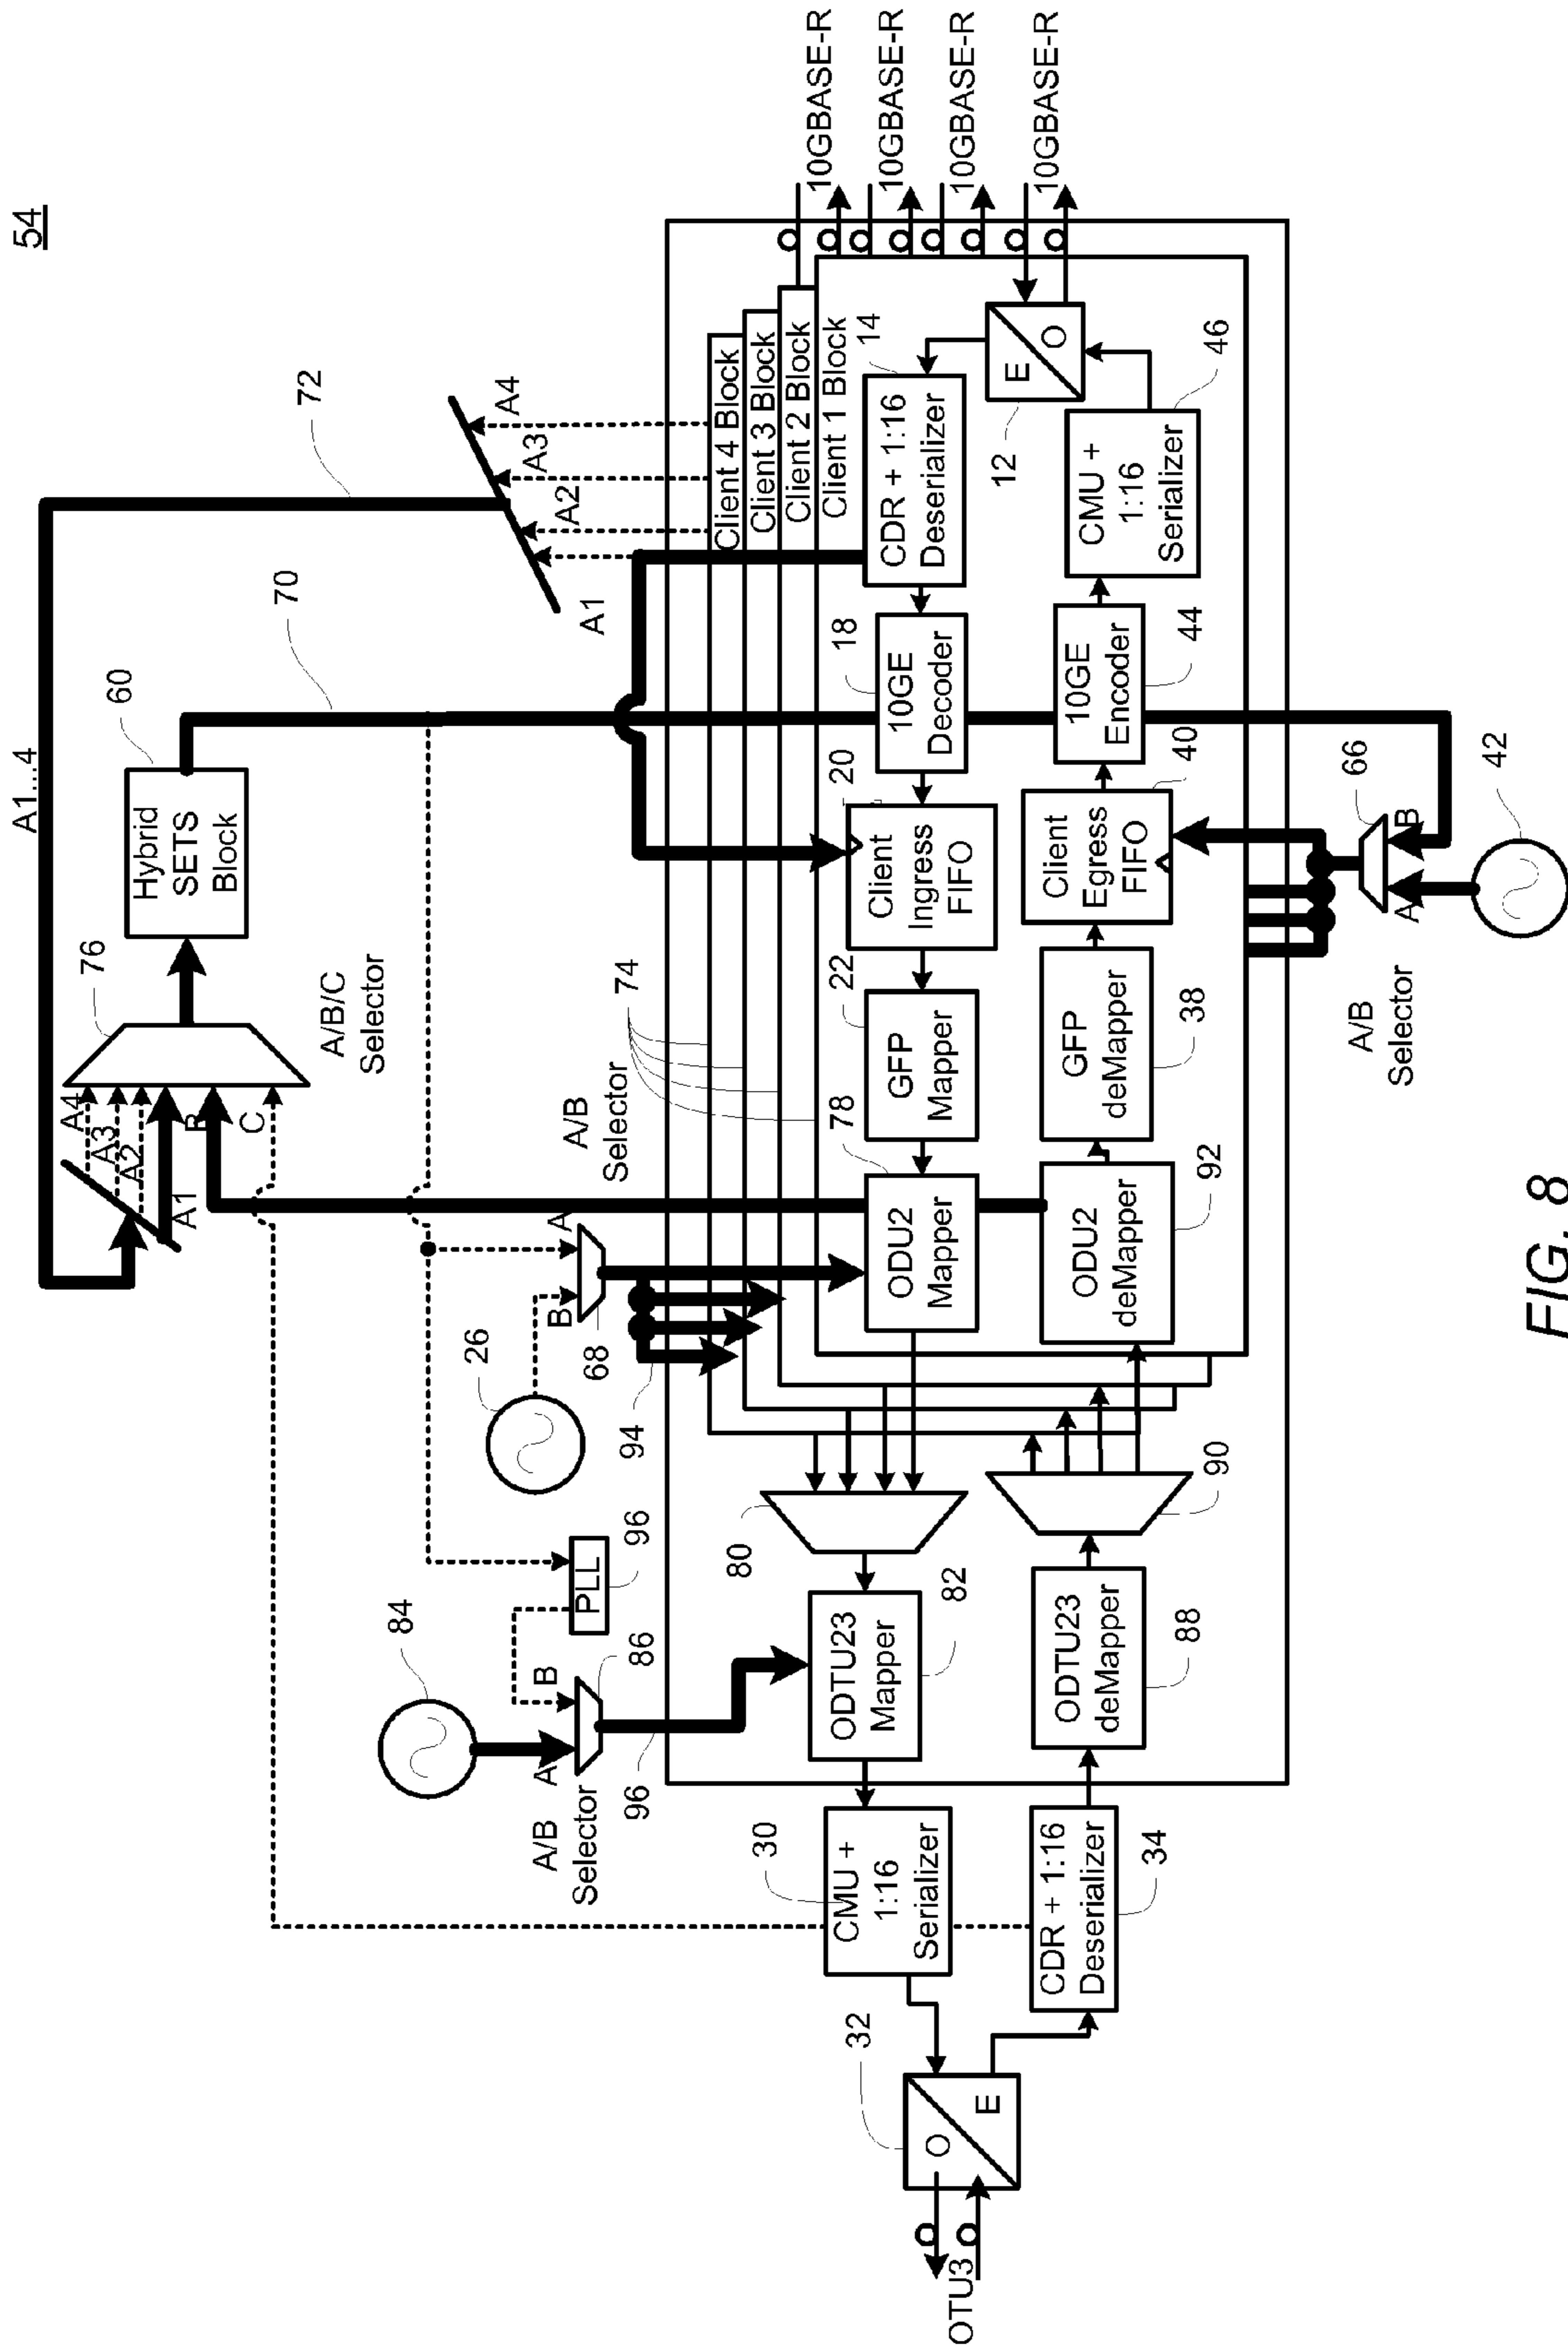 54
A1...4
72
70
60
Hybrid
SETS
Block
76
A4
A3
A2
A1
B
C
A/B/C
Selector
A4
A3
A2
A1
84
26
A/B
Selector
B
A
68
94
PLL
96
B
A
86
A/B
Selector
96
74
Client 4 Block
Client 3 Block
Client 2 Block
Client 1 Block
10GBASE-R
10GBASE-R
10GBASE-R
10GBASE-R
32
O
E
OTU3
30
CMU +
1:16
Serializer
82
ODTU23
Mapper
80
78
ODU2
Mapper
22
GFP
Mapper
20
Client
Ingress
FIFO
18
10GE
Decoder
14
CDR + 1:16
Deserializer
12
E
O
34
CDR + 1:16
Deserializer
88
ODTU23
deMapper
90
92
ODU2
deMapper
38
GFP
deMapper
40
Client
Egress
FIFO
44
10GE
Encoder
46
CMU +
1:16
Serializer
A/B
Selector
66
A
B
42
FIG. 8